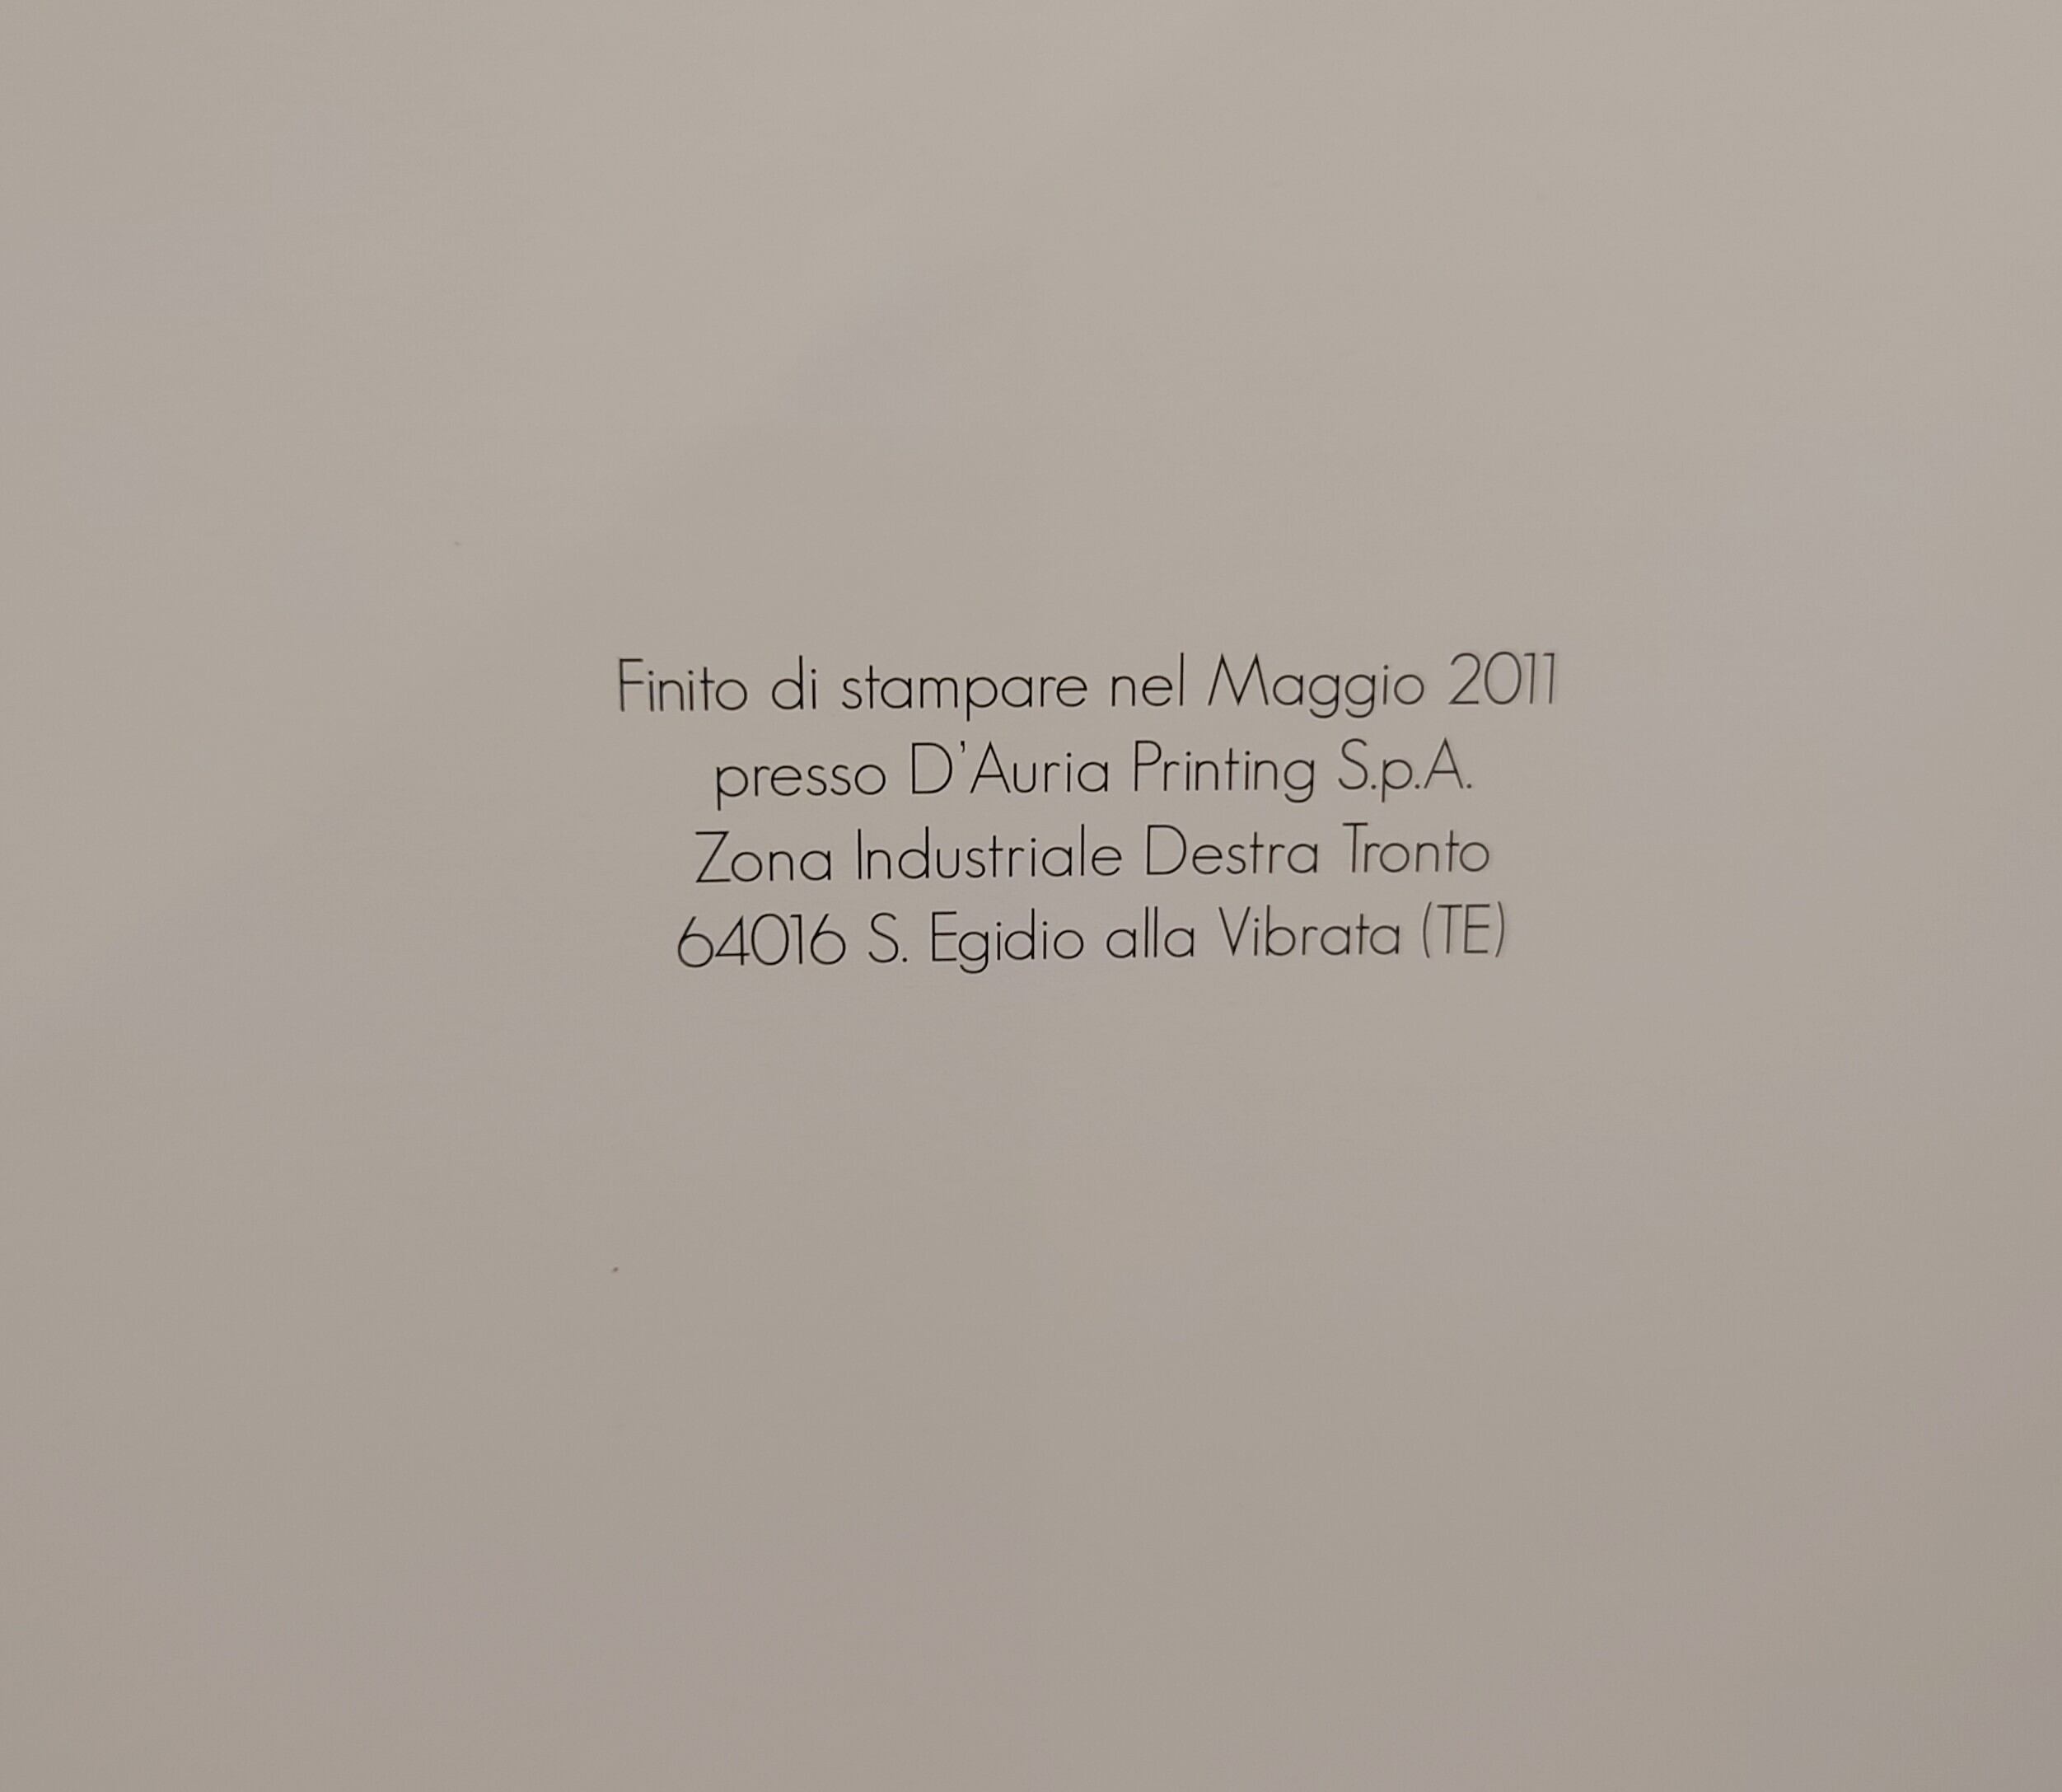 Finito di stampare nel Maggio 2011
presso D'Auria Printing S.p.A.
Zona Industriale Destra Tronto
64016 S. Egidio alla Vibrata (TE)